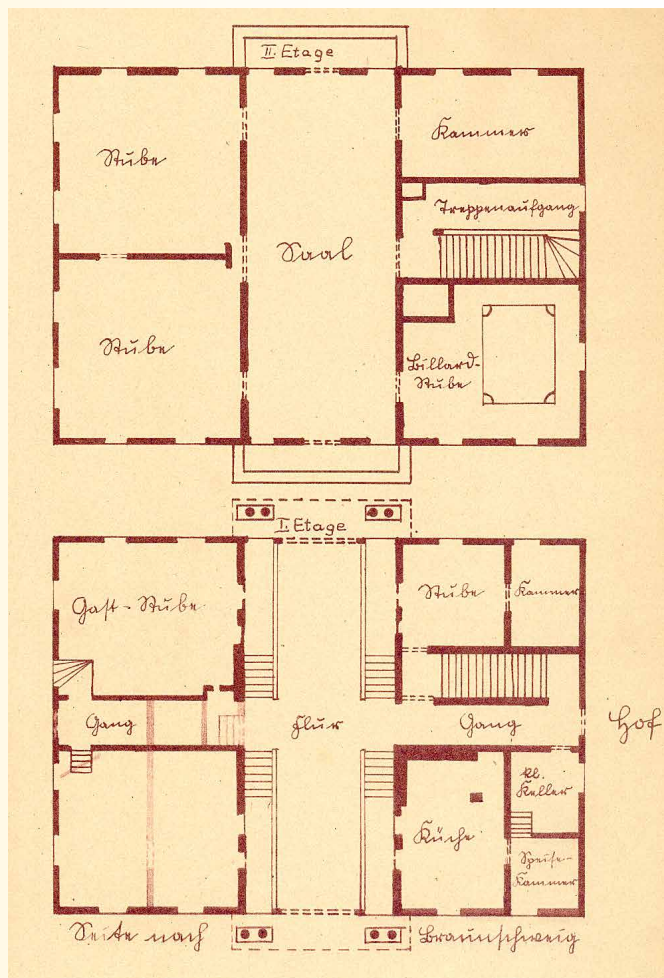 II. Etage
Stube
Kammer
Treppenaufgang
Saal
Stube
Billard-
Stube
I. Etage
Gast-Stube
Stube
Kammer
Gang
Flur
Gang
Hof
kl.
Keller
Küche
Speise-
Kammer
Seite nach
Braunschweig